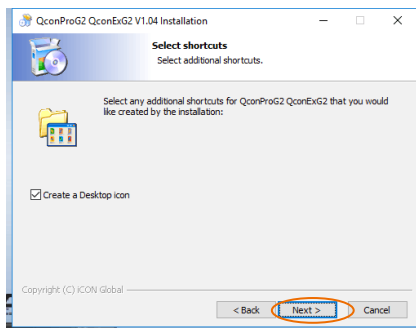 QconProG2 QconExG2 V1.04 Installation
Select shortcuts
Select additional shortcuts.
Select any additional shortcuts for QconProG2 QconExG2 that you would
like created by the installation:
Create a Desktop icon
Copyright (C) iCON Global
< Back Next > Cancel